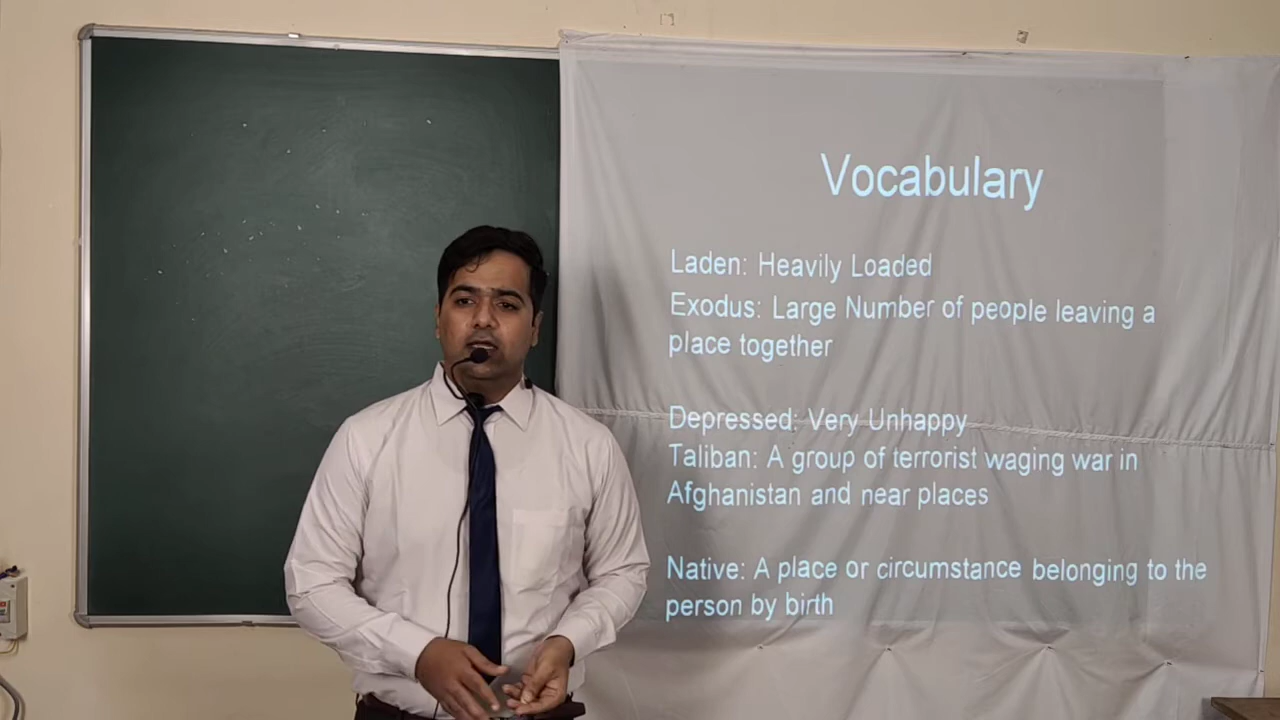 Vocabulary
Laden: Heavily Loaded
Exodus: Large Number of people leaving a
place together
Depressed: Very Unhappy
Taliban: A group of terrorist waging war in
Afghanistan and near places
Native: A place or circumstance belonging to the
person by birth